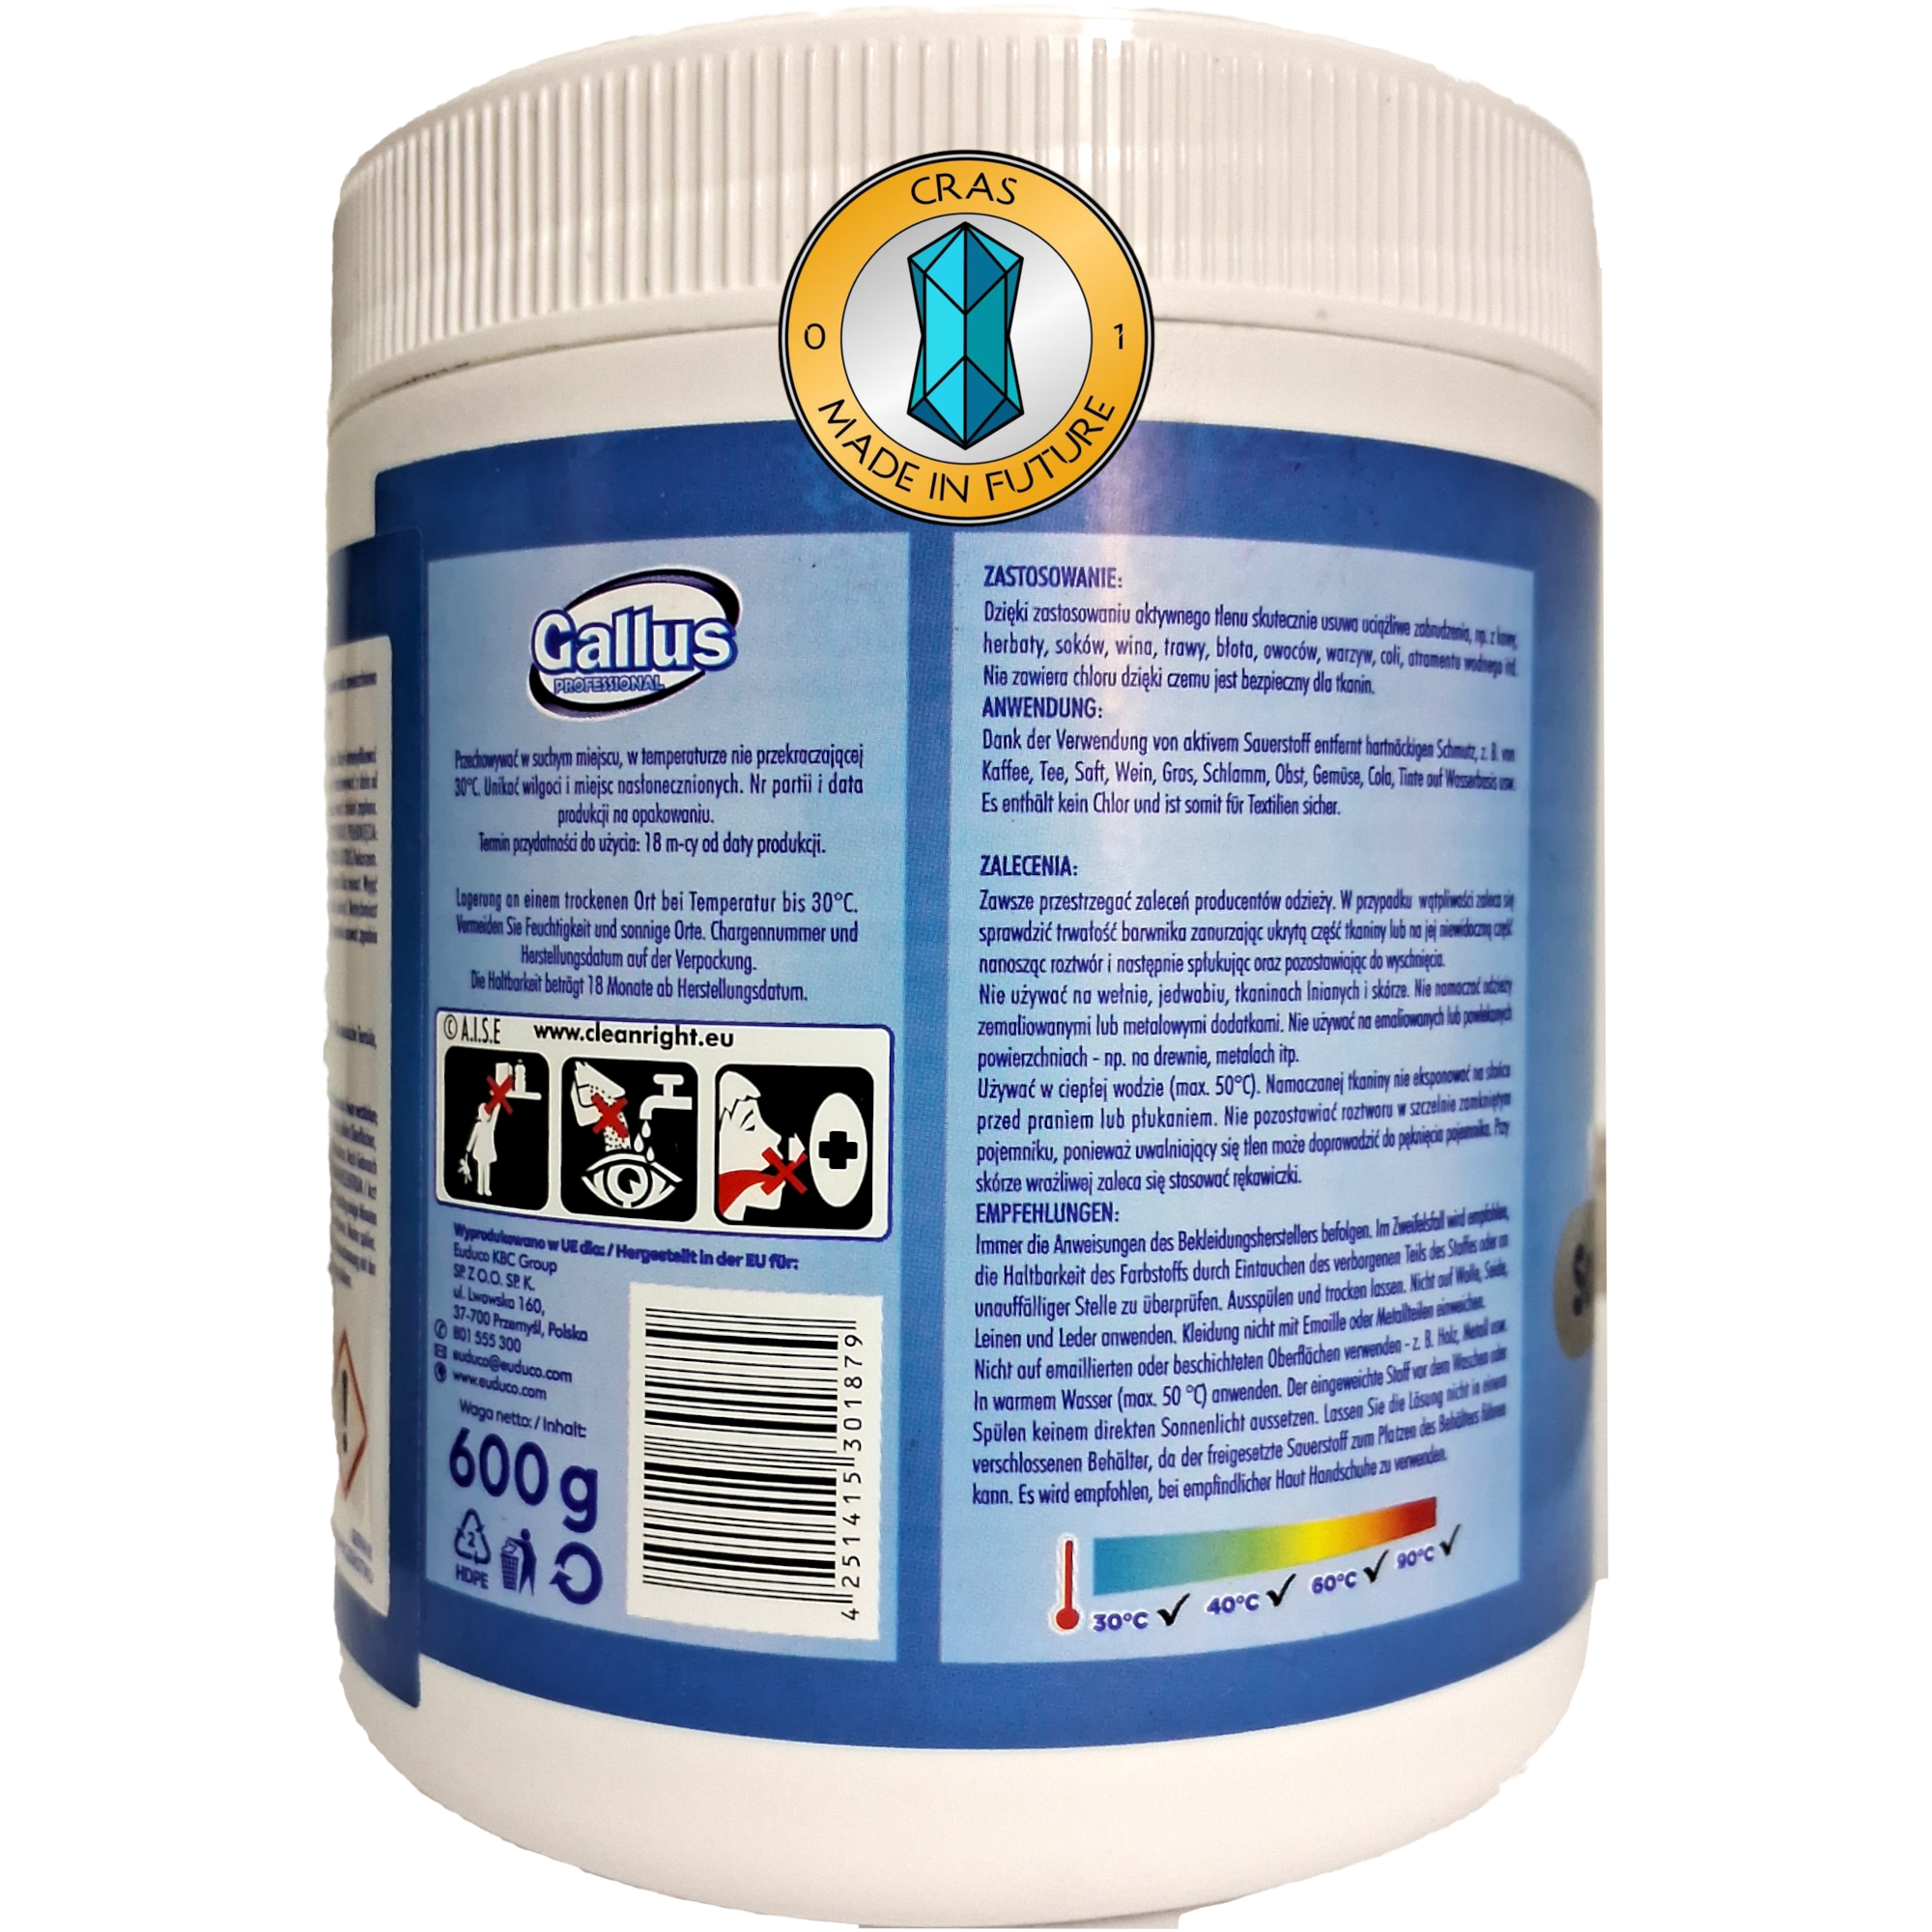 CRAS
0 1
MADE IN FUTURE
Gallus
PROFESSIONAL
Przechowywać w suchym miejscu, w temperaturze nie przekraczającej
30°C. Unikać wilgoci i miejsc nasłonecznionych. Nr partii i data
produkcji na opakowaniu.
Termin przydatności do użycia: 18 m-cy od daty produkcji.
Lagerung an einem trockenen Ort bei Temperatur bis 30°C.
Vermeiden Sie Feuchtigkeit und sonnige Orte. Chargennummer und
Herstellungsdatum auf der Verpackung.
Die Haltbarkeit beträgt 18 Monate ab Herstellungsdatum.
© A.I.S.E www.cleanright.eu
Wyprodukowano w UE dla: / Hergestellt in der EU für:
Euduco KBC Group
SP. Z O.O. SP. K.
ul. Lwowska 160,
37-700 Przemyśl, Polska
801 555 300
euduco@euduco.com
www.euduco.com
Waga netto: / Inhalt:
600 g
2
HDPE
4 251415 301879
ZASTOSOWANIE:
Dzięki zastosowaniu aktywnego tlenu skutecznie usuwa uciążliwe zabrudzenia, np. z kawy,
herbaty, soków, wina, trawy, błota, owoców, warzyw, coli, atramentu wodnego itd.
Nie zawiera chloru dzięki czemu jest bezpieczny dla tkanin.
ANWENDUNG:
Dank der Verwendung von aktivem Sauerstoff entfernt hartnäckigen Schmutz, z. B. von
Kaffee, Tee, Saft, Wein, Gras, Schlamm, Obst, Gemüse, Cola, Tinte auf Wasserbasis usw.
Es enthält kein Chlor und ist somit für Textilien sicher.
ZALECENIA:
Zawsze przestrzegać zaleceń producentów odzieży. W przypadku wątpliwości zaleca się
sprawdzić trwałość barwnika zanurzając ukrytą część tkaniny lub na jej niewidoczną część
nanosząc roztwór i następnie spłukując oraz pozostawiając do wyschnięcia.
Nie używać na wełnie, jedwabiu, tkaninach lnianych i skórze. Nie namaczać odzieży
zemaliowanymi lub metalowymi dodatkami. Nie używać na emaliowanych lub powlekanych
powierzchniach - np. na drewnie, metalach itp.
Używać w ciepłej wodzie (max. 50°C). Namaczanej tkaniny nie eksponować na słońce
przed praniem lub płukaniem. Nie pozostawiać roztworu w szczelnie zamkniętym
pojemniku, ponieważ uwalniający się tlen może doprowadzić do pęknięcia pojemnika. Przy
skórze wrażliwej zaleca się stosować rękawiczki.
EMPFEHLUNGEN:
Immer die Anweisungen des Bekleidungsherstellers befolgen. Im Zweifelsfall wird empfohlen,
die Haltbarkeit des Farbstoffs durch Eintauchen des verborgenen Teils des Stoffes oder an
unauffälliger Stelle zu überprüfen. Ausspülen und trocken lassen. Nicht auf Wolle, Seide,
Leinen und Leder anwenden. Kleidung nicht mit Emaille oder Metallteilen einweichen.
Nicht auf emaillierten oder beschichteten Oberflächen verwenden - z. B. Holz, Metall usw.
In warmem Wasser (max. 50 °C) anwenden. Der eingeweichte Stoff vor dem Waschen oder
Spülen keinem direkten Sonnenlicht aussetzen. Lassen Sie die Lösung nicht in einem
verschlossenen Behälter, da der freigesetzte Sauerstoff zum Platzen des Behälters führen
kann. Es wird empfohlen, bei empfindlicher Haut Handschuhe zu verwenden.
30°C 40°C 60°C 90°C